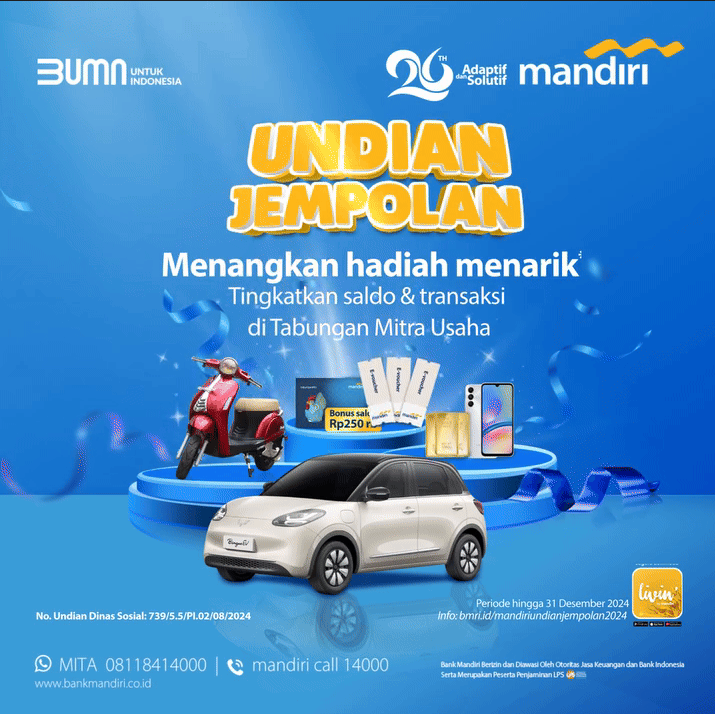 BUMN UNTUK INDONESIA
26TH Adaptif dan Solutif
mandiri
UNDIAN
JEMPOLAN
Menangkan hadiah menarik*
Tingkatkan saldo & transaksi
di Tabungan Mitra Usaha
mandiri
Bonus sald
Rp250 r
E-voucher
E-voucher
E-voucher
BinguoEV
livin'
Periode hingga 31 Desember 2024
Info: bmri.id/mandiriundianjempolan2024
No. Undian Dinas Sosial: 739/5.5/PI.02/08/2024
MITA 08118414000 | mandiri call 14000
www.bankmandiri.co.id
Bank Mandiri Berizin dan Diawasi Oleh Otoritas Jasa Keuangan dan Bank Indonesia
Serta Merupakan Peserta Penjaminan LPS